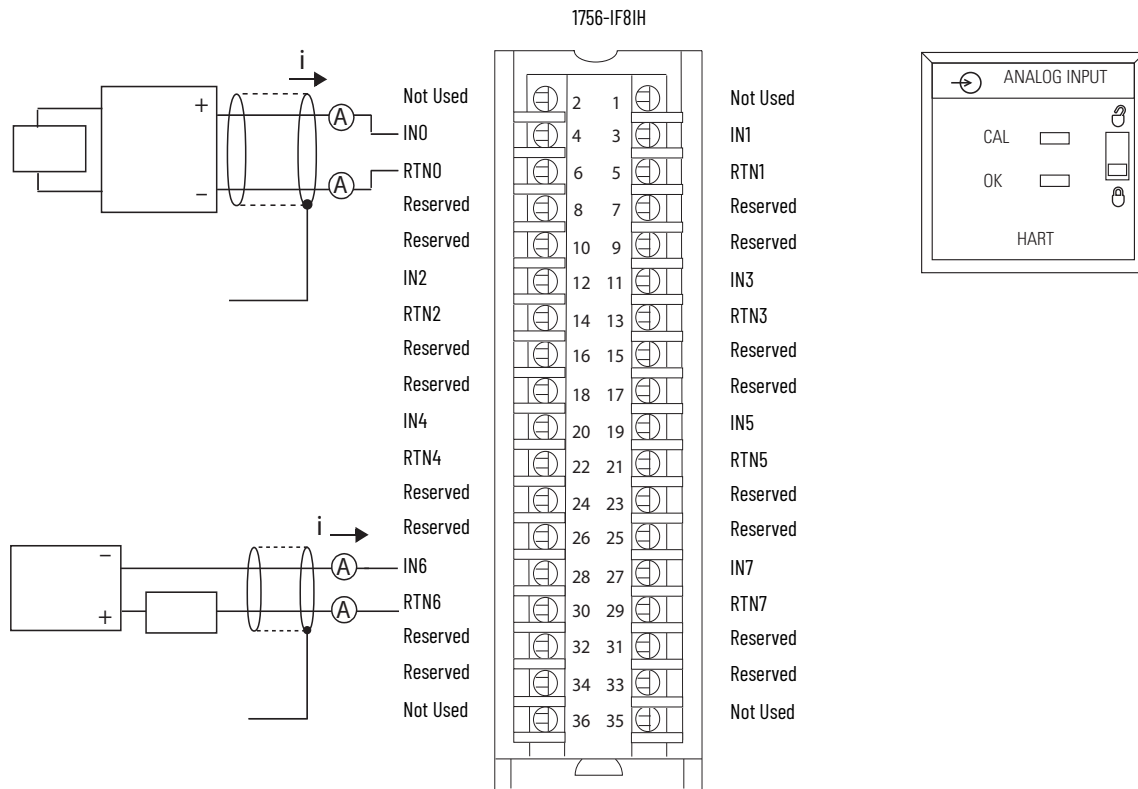 1756-IF8IH
i
+
−
A
A
Not Used
IN0
RTN0
Reserved
Reserved
IN2
RTN2
Reserved
Reserved
IN4
RTN4
Reserved
Reserved
IN6
RTN6
Reserved
Reserved
Not Used
i
−
+
A
A
2 1
4 3
6 5
8 7
10 9
12 11
14 13
16 15
18 17
20 19
22 21
24 23
26 25
28 27
30 29
32 31
34 33
36 35
Not Used
IN1
RTN1
Reserved
Reserved
IN3
RTN3
Reserved
Reserved
IN5
RTN5
Reserved
Reserved
IN7
RTN7
Reserved
Reserved
Not Used
ANALOG INPUT
CAL
OK
HART